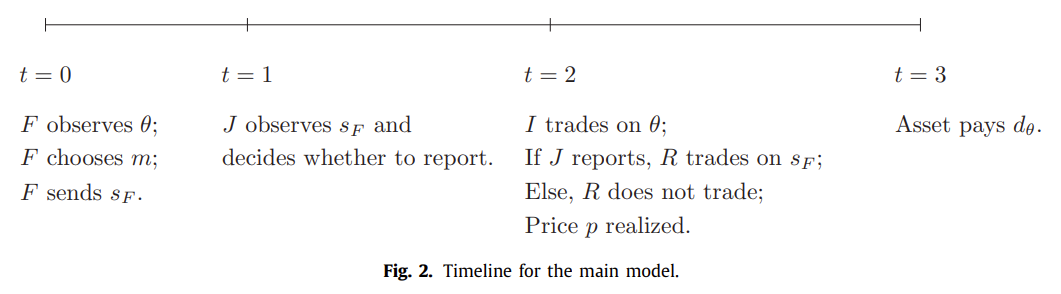 t = 0
F observes θ;
F chooses m;
F sends s_F.
t = 1
J observes s_F and
decides whether to report.
t = 2
I trades on θ;
If J reports, R trades on s_F;
Else, R does not trade;
Price p realized.
t = 3
Asset pays d_θ.
Fig. 2. Timeline for the main model.